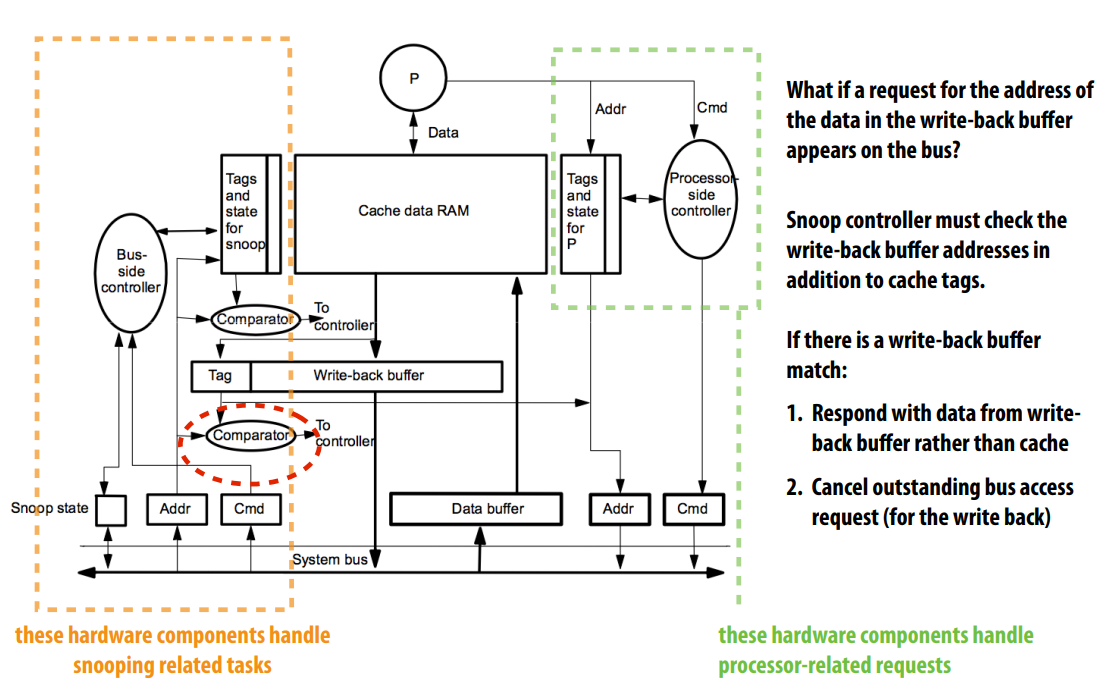 P
Data
Addr
Cmd
Tags
and
state
for
snoop
Cache data RAM
Tags
and
state
for
P
Processor-
side
controller
Bus-
side
controller
Comparator
To
controller
Tag
Write-back buffer
Comparator
To
controller
Snoop state
Addr
Cmd
Data buffer
Addr
Cmd
System bus
these hardware components handle
snooping related tasks
these hardware components handle
processor-related requests
What if a request for the address of
the data in the write-back buffer
appears on the bus?
Snoop controller must check the
write-back buffer addresses in
addition to cache tags.
If there is a write-back buffer
match:
1. Respond with data from write-
back buffer rather than cache
2. Cancel outstanding bus access
request (for the write back)